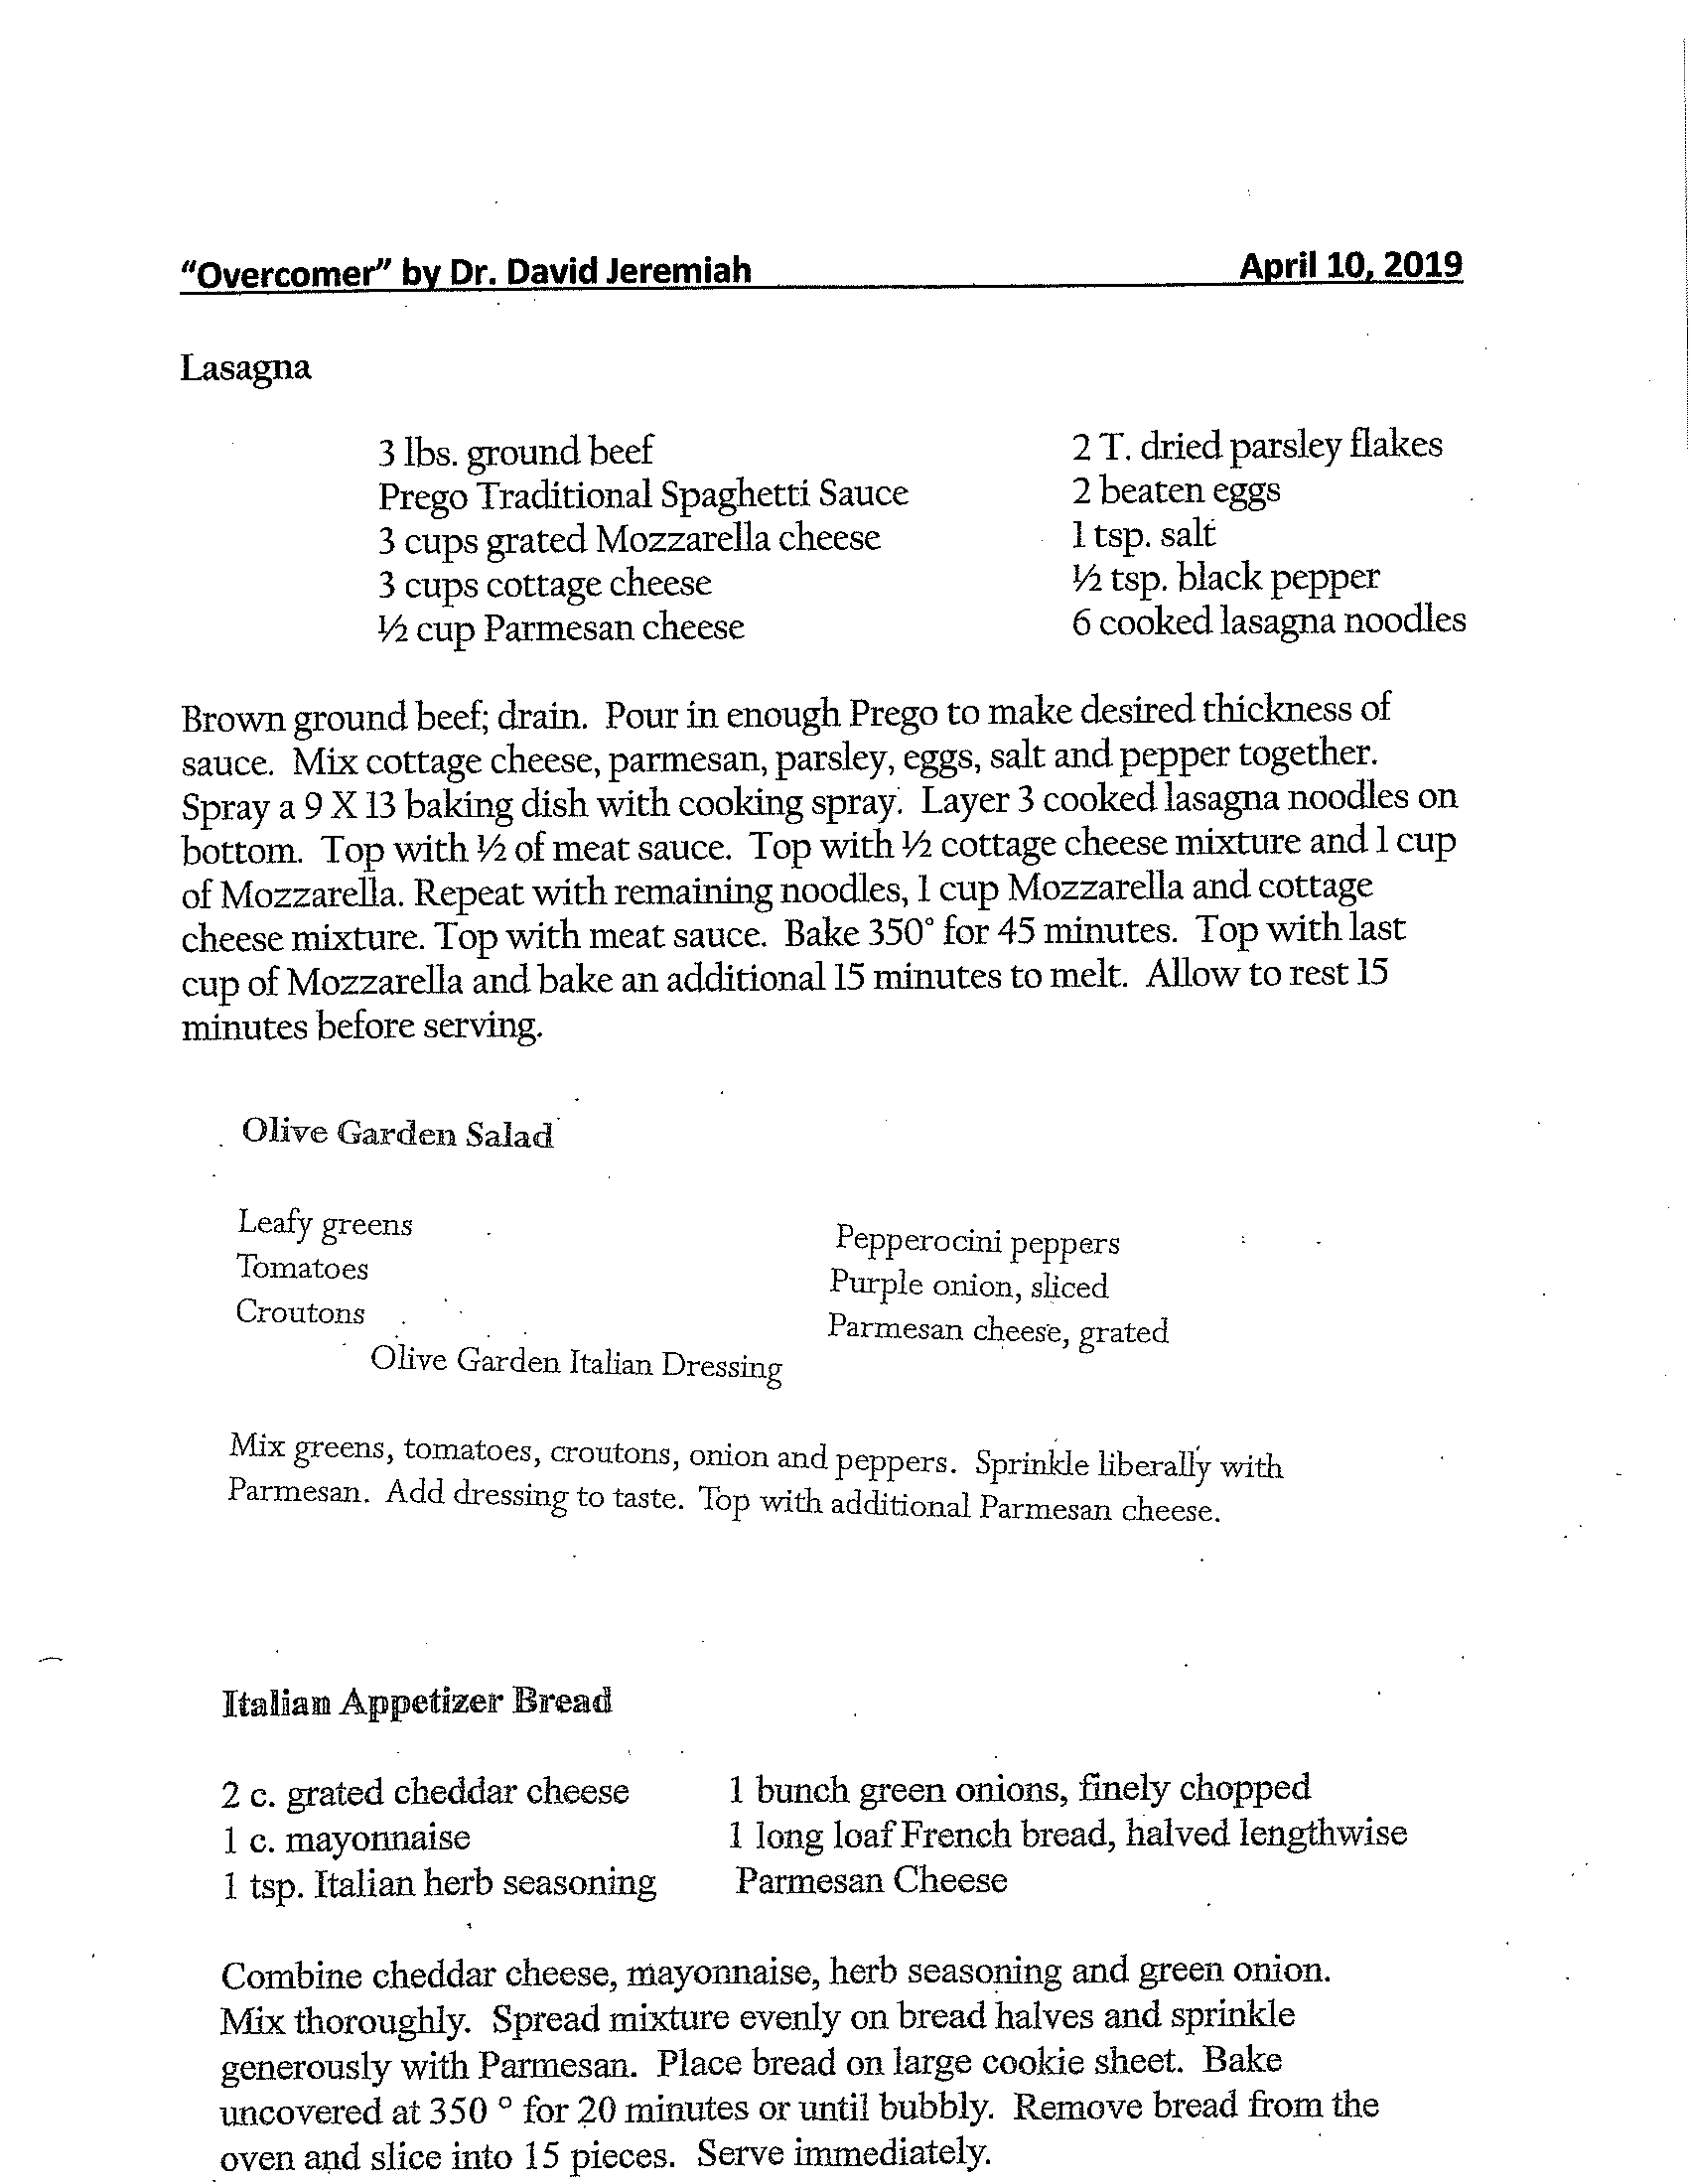 "Overcomer" by Dr. David Jeremiah April 10, 2019
Lasagna
3 lbs. ground beef 2 T. dried parsley flakes
Prego Traditional Spaghetti Sauce 2 beaten eggs
3 cups grated Mozzarella cheese 1 tsp. salt
3 cups cottage cheese ½ tsp. black pepper
½ cup Parmesan cheese 6 cooked lasagna noodles
Brown ground beef; drain. Pour in enough Prego to make desired thickness of
sauce. Mix cottage cheese, parmesan, parsley, eggs, salt and pepper together.
Spray a 9 X 13 baking dish with cooking spray. Layer 3 cooked lasagna noodles on
bottom. Top with ½ of meat sauce. Top with ½ cottage cheese mixture and 1 cup
of Mozzarella. Repeat with remaining noodles, 1 cup Mozzarella and cottage
cheese mixture. Top with meat sauce. Bake 350° for 45 minutes. Top with last
cup of Mozzarella and bake an additional 15 minutes to melt. Allow to rest 15
minutes before serving.
Olive Garden Salad
Leafy greens Pepperocini peppers
Tomatoes Purple onion, sliced
Croutons Parmesan cheese, grated
Olive Garden Italian Dressing
Mix greens, tomatoes, croutons, onion and peppers. Sprinkle liberally with
Parmesan. Add dressing to taste. Top with additional Parmesan cheese.
Italian Appetizer Bread
2 c. grated cheddar cheese 1 bunch green onions, finely chopped
1 c. mayonnaise 1 long loaf French bread, halved lengthwise
1 tsp. Italian herb seasoning Parmesan Cheese
Combine cheddar cheese, mayonnaise, herb seasoning and green onion.
Mix thoroughly. Spread mixture evenly on bread halves and sprinkle
generously with Parmesan. Place bread on large cookie sheet. Bake
uncovered at 350 ° for 20 minutes or until bubbly. Remove bread from the
oven and slice into 15 pieces. Serve immediately.